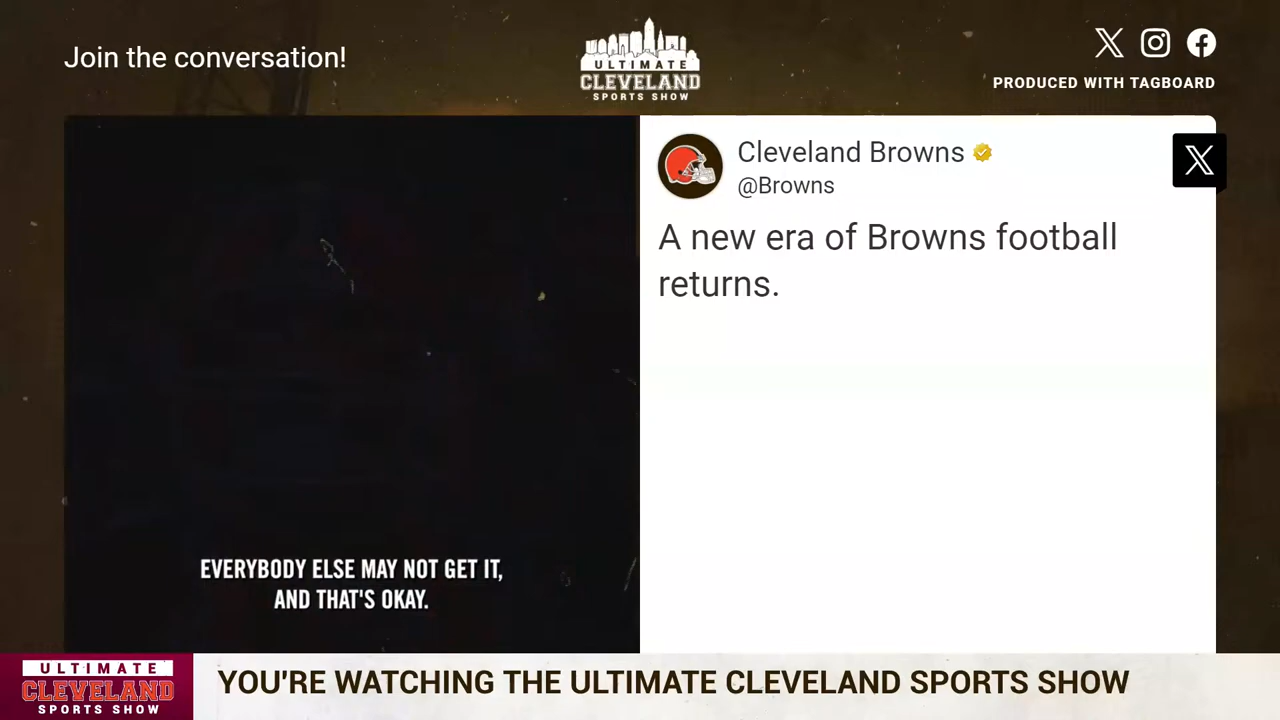 Join the conversation!
ULTIMATE
CLEVELAND
SPORTS SHOW
PRODUCED WITH TAGBOARD
Cleveland Browns
@Browns
A new era of Browns football
returns.
EVERYBODY ELSE MAY NOT GET IT,
AND THAT'S OKAY.
ULTIMATE
CLEVELAND
SPORTS SHOW
YOU'RE WATCHING THE ULTIMATE CLEVELAND SPORTS SHOW